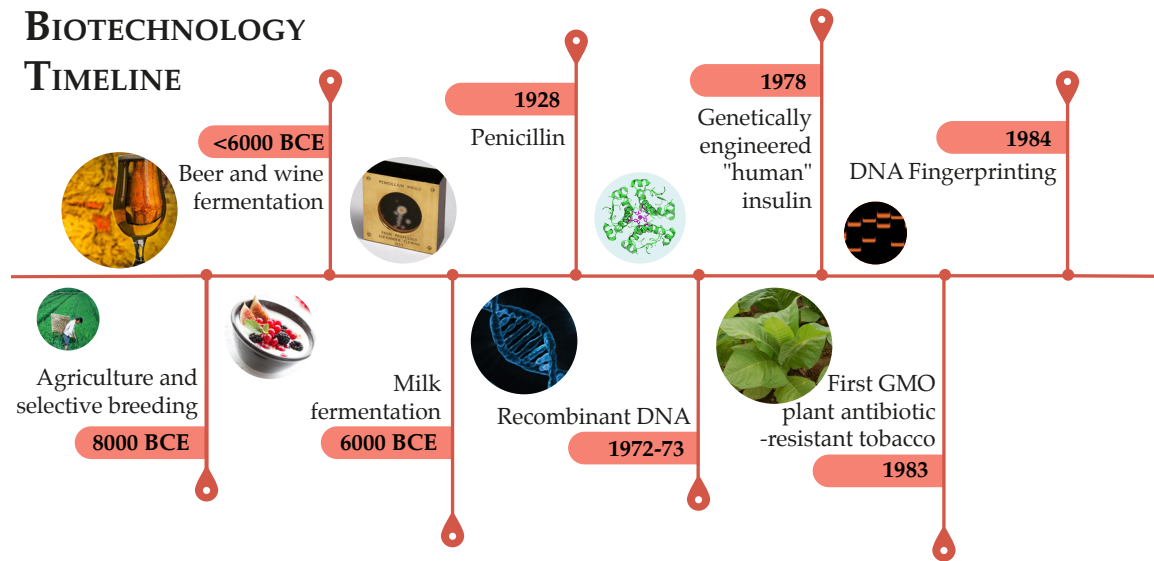 BIOTECHNOLOGY
TIMELINE
8000 BCE
Agriculture and
selective breeding
<6000 BCE
Beer and wine
fermentation
6000 BCE
Milk
fermentation
1928
Penicillin
PENICILLIN MOULD
1972-73
Recombinant DNA
1978
Genetically
engineered
"human"
insulin
1983
First GMO
plant antibiotic
-resistant tobacco
1984
DNA Fingerprinting